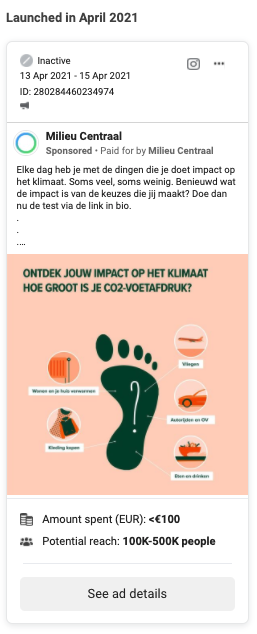 Launched in April 2021
Inactive
13 Apr 2021 - 15 Apr 2021
ID: 280284460234974
Milieu Centraal
Sponsored • Paid for by Milieu Centraal
Elke dag heb je met de dingen die je doet impact op
het klimaat. Soms veel, soms weinig. Benieuwd wat
de impact is van de keuzes die jij maakt? Doe dan
nu de test via de link in bio.
.
.
....
ONTDEK JOUW IMPACT OP HET KLIMAAT
HOE GROOT IS JE CO2-VOETAFDRUK?
Vliegen
Wonen en je huis verwarmen
?
Autorijden en OV
Kleding kopen
Eten en drinken
Amount spent (EUR): <€100
Potential reach: 100K-500K people
See ad details